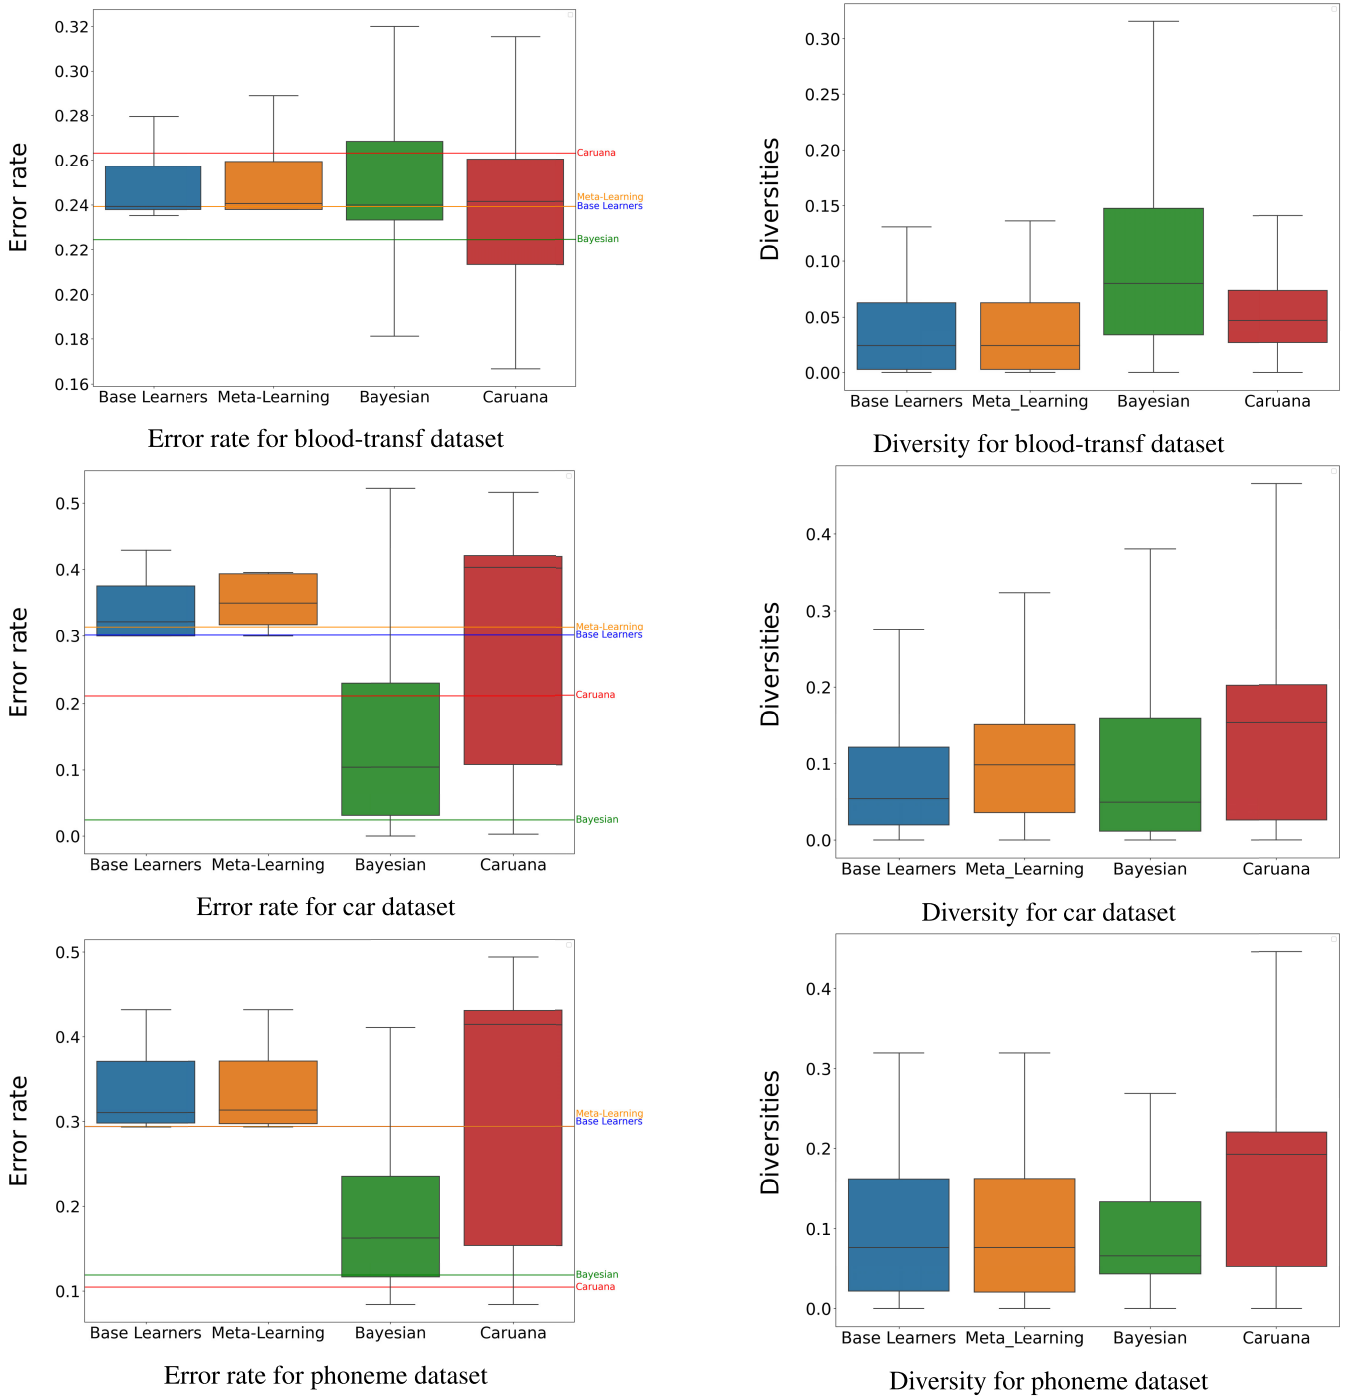 Error rate
0.32
0.30
0.28
0.26
0.24
0.22
0.20
0.18
0.16
Caruana
Meta-Learning
Base Learners
Bayesian
Base Learners Meta-Learning Bayesian Caruana
Error rate for blood-transf dataset
Diversities
0.30
0.25
0.20
0.15
0.10
0.05
0.00
Base Learners Meta_Learning Bayesian Caruana
Diversity for blood-transf dataset
Error rate
0.5
0.4
0.3
0.2
0.1
0.0
Meta-Learning
Base Learners
Caruana
Bayesian
Base Learners Meta-Learning Bayesian Caruana
Error rate for car dataset
Diversities
0.4
0.3
0.2
0.1
0.0
Base Learners Meta_Learning Bayesian Caruana
Diversity for car dataset
Error rate
0.5
0.4
0.3
0.2
0.1
Meta-Learning
Base Learners
Bayesian
Caruana
Base Learners Meta-Learning Bayesian Caruana
Error rate for phoneme dataset
Diversities
0.4
0.3
0.2
0.1
0.0
Base Learners Meta_Learning Bayesian Caruana
Diversity for phoneme dataset